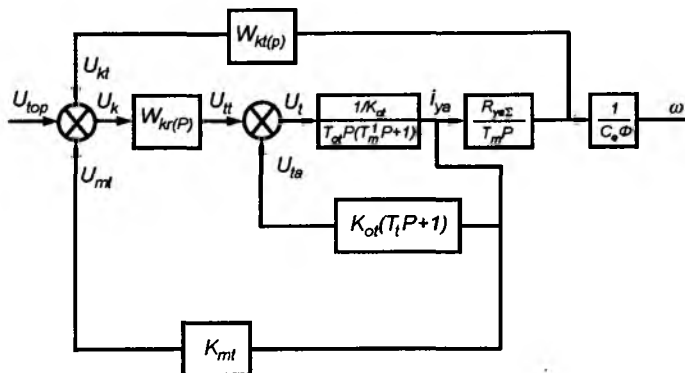 W_kt(p)
U_kt
U_top
U_k
W_kr(P)
U_tt
U_t
1/K_ot
T_ot P(T_m^1 P+1)
i_ya
R_yaΣ
T_m P
1
C_e Φ
ω
U_mt
U_ta
K_ot(T_t P+1)
K_mt